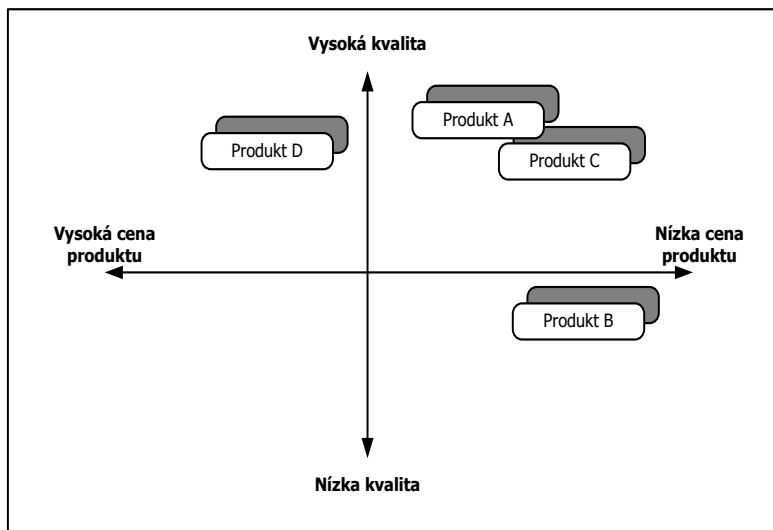 Vysoká kvalita
Produkt A
Produkt D
Produkt C
Vysoká cena
produktu
Nízka cena
produktu
Produkt B
Nízka kvalita